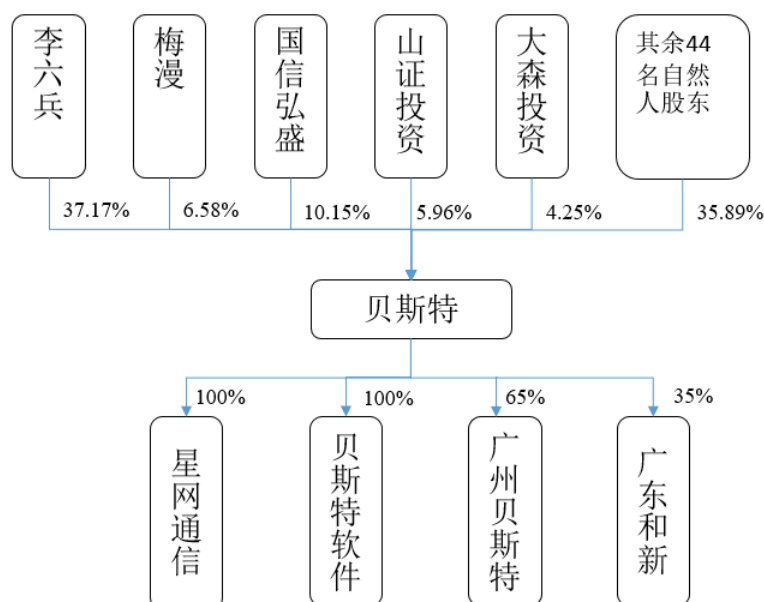 李六兵
梅漫
国信弘盛
山证投资
大森投资
其余44
名自然
人股东
37.17%
6.58%
10.15%
5.96%
4.25%
35.89%
贝斯特
100%
100%
65%
35%
星网通信
贝斯特软件
广州贝斯特
广东和新